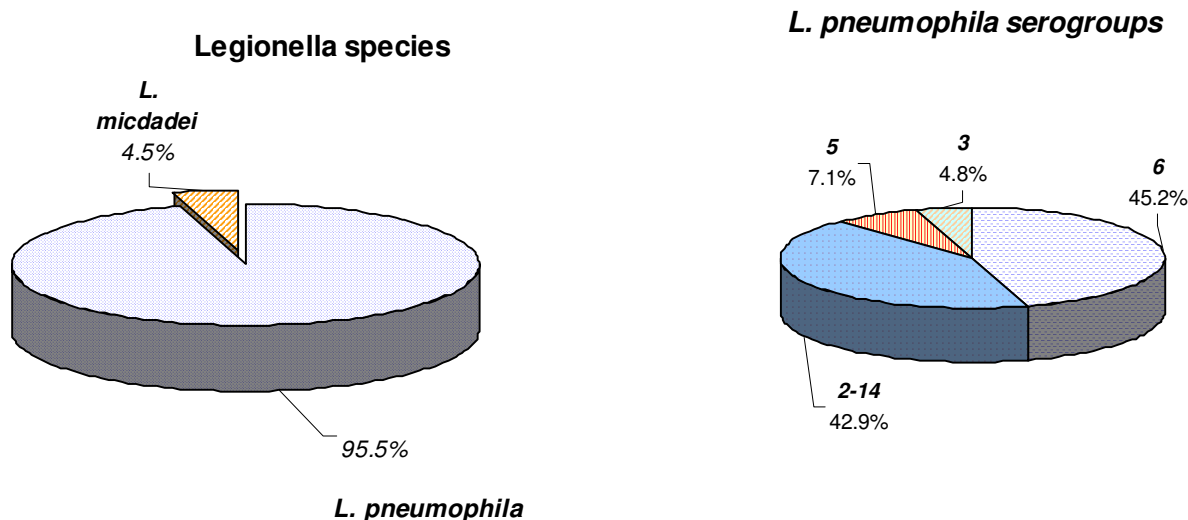 Legionella species
L.
micdadei
4.5%
95.5%
L. pneumophila
L. pneumophila serogroups
5
7.1%
3
4.8%
6
45.2%
2-14
42.9%